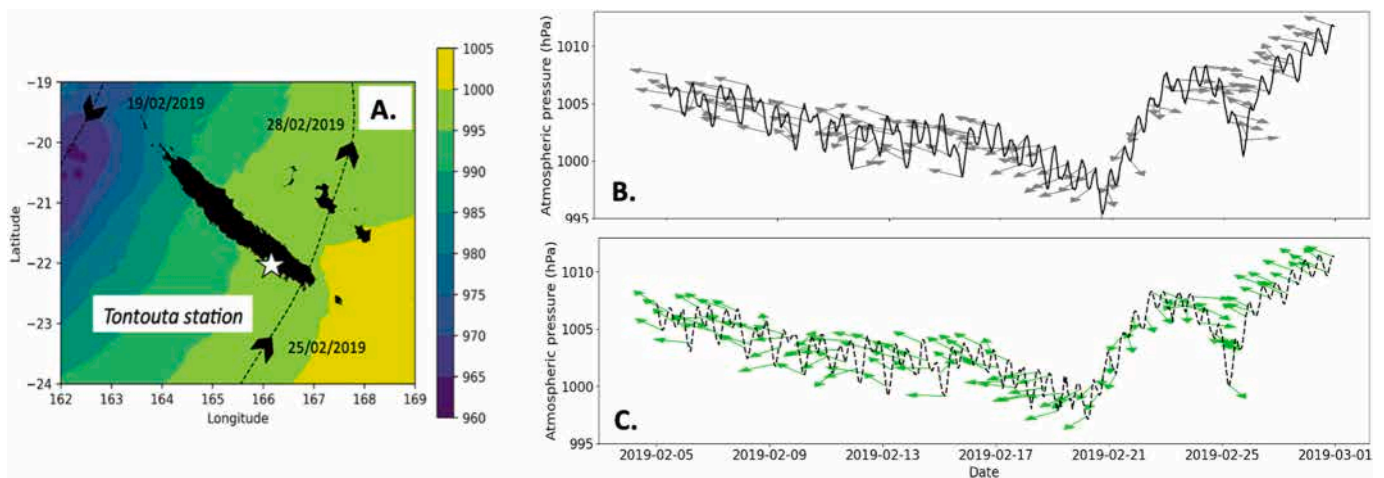 A.
19/02/2019
28/02/2019
25/02/2019
Tontouta station
−19
−20
−21
−22
−23
−24
Latitude
162 163 164 165 166 167 168 169
Longitude
1005
1000
995
990
985
980
975
970
965
960
B.
Atmospheric pressure (hPa)
1010
1005
1000
995
C.
Atmospheric pressure (hPa)
1010
1005
1000
995
2019-02-05 2019-02-09 2019-02-13 2019-02-17 2019-02-21 2019-02-25 2019-03-01
Date